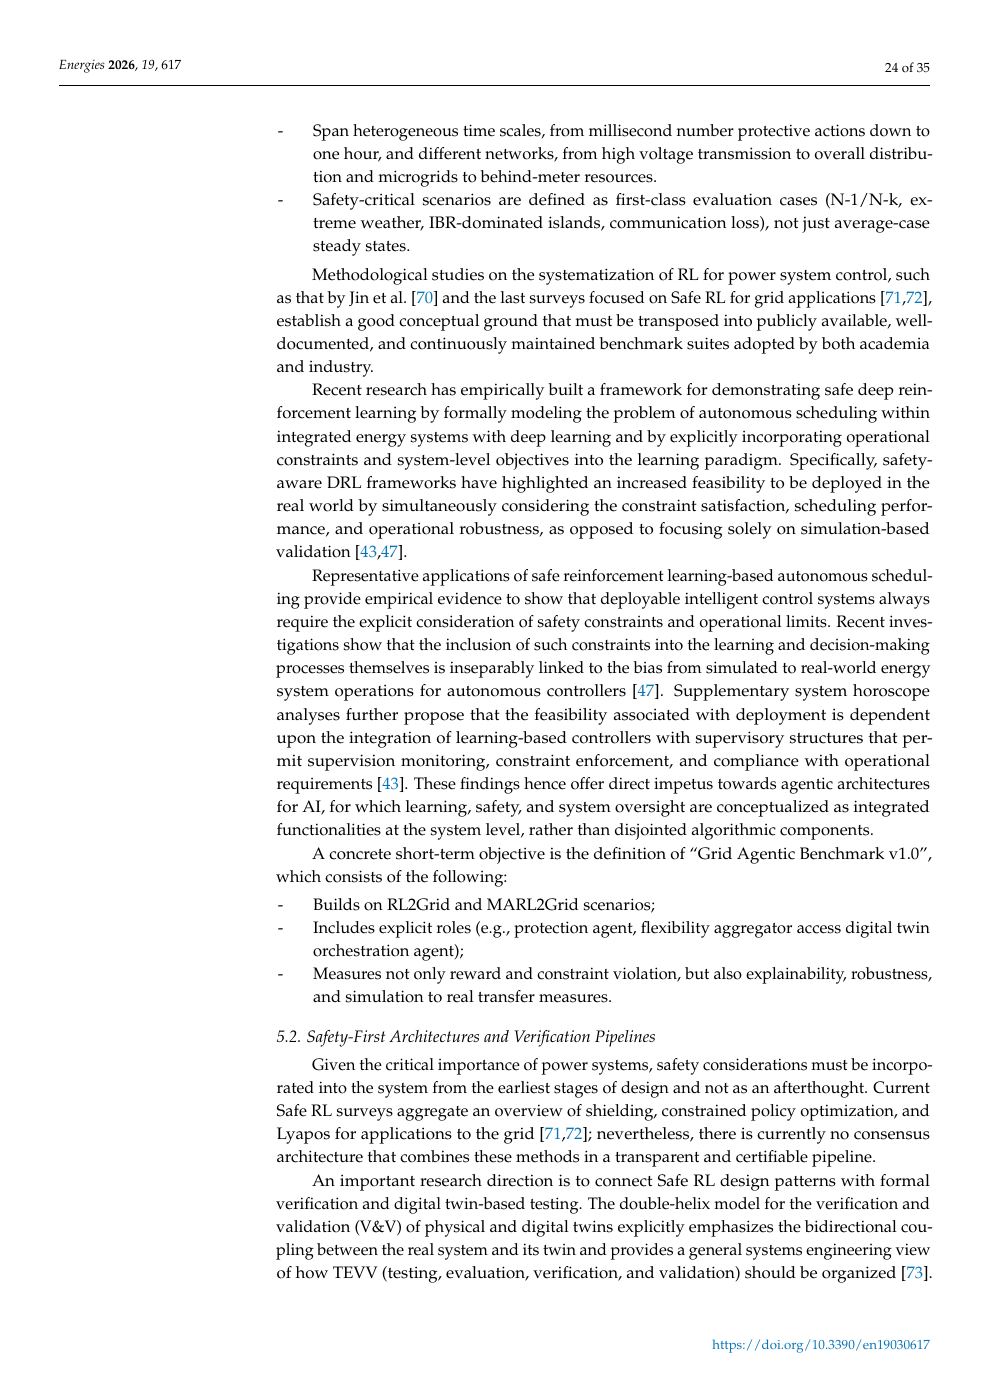 Energies 2026, 19, 617
24 of 35
- Span heterogeneous time scales, from millisecond number protective actions down to
one hour, and different networks, from high voltage transmission to overall distribu-
tion and microgrids to behind-meter resources.
- Safety-critical scenarios are defined as first-class evaluation cases (N-1/N-k, ex-
treme weather, IBR-dominated islands, communication loss), not just average-case
steady states.
Methodological studies on the systematization of RL for power system control, such
as that by Jin et al. [70] and the last surveys focused on Safe RL for grid applications [71,72],
establish a good conceptual ground that must be transposed into publicly available, well-
documented, and continuously maintained benchmark suites adopted by both academia
and industry.
Recent research has empirically built a framework for demonstrating safe deep rein-
forcement learning by formally modeling the problem of autonomous scheduling within
integrated energy systems with deep learning and by explicitly incorporating operational
constraints and system-level objectives into the learning paradigm. Specifically, safety-
aware DRL frameworks have highlighted an increased feasibility to be deployed in the
real world by simultaneously considering the constraint satisfaction, scheduling perfor-
mance, and operational robustness, as opposed to focusing solely on simulation-based
validation [43,47].
Representative applications of safe reinforcement learning-based autonomous schedul-
ing provide empirical evidence to show that deployable intelligent control systems always
require the explicit consideration of safety constraints and operational limits. Recent inves-
tigations show that the inclusion of such constraints into the learning and decision-making
processes themselves is inseparably linked to the bias from simulated to real-world energy
system operations for autonomous controllers [47]. Supplementary system horoscope
analyses further propose that the feasibility associated with deployment is dependent
upon the integration of learning-based controllers with supervisory structures that per-
mit supervision monitoring, constraint enforcement, and compliance with operational
requirements [43]. These findings hence offer direct impetus towards agentic architectures
for AI, for which learning, safety, and system oversight are conceptualized as integrated
functionalities at the system level, rather than disjointed algorithmic components.
A concrete short-term objective is the definition of “Grid Agentic Benchmark v1.0”,
which consists of the following:
- Builds on RL2Grid and MARL2Grid scenarios;
- Includes explicit roles (e.g., protection agent, flexibility aggregator access digital twin
orchestration agent);
- Measures not only reward and constraint violation, but also explainability, robustness,
and simulation to real transfer measures.
5.2. Safety-First Architectures and Verification Pipelines
Given the critical importance of power systems, safety considerations must be incorpo-
rated into the system from the earliest stages of design and not as an afterthought. Current
Safe RL surveys aggregate an overview of shielding, constrained policy optimization, and
Lyapos for applications to the grid [71,72]; nevertheless, there is currently no consensus
architecture that combines these methods in a transparent and certifiable pipeline.
An important research direction is to connect Safe RL design patterns with formal
verification and digital twin-based testing. The double-helix model for the verification and
validation (V&V) of physical and digital twins explicitly emphasizes the bidirectional cou-
pling between the real system and its twin and provides a general systems engineering view
of how TEVV (testing, evaluation, verification, and validation) should be organized [73].
https://doi.org/10.3390/en19030617